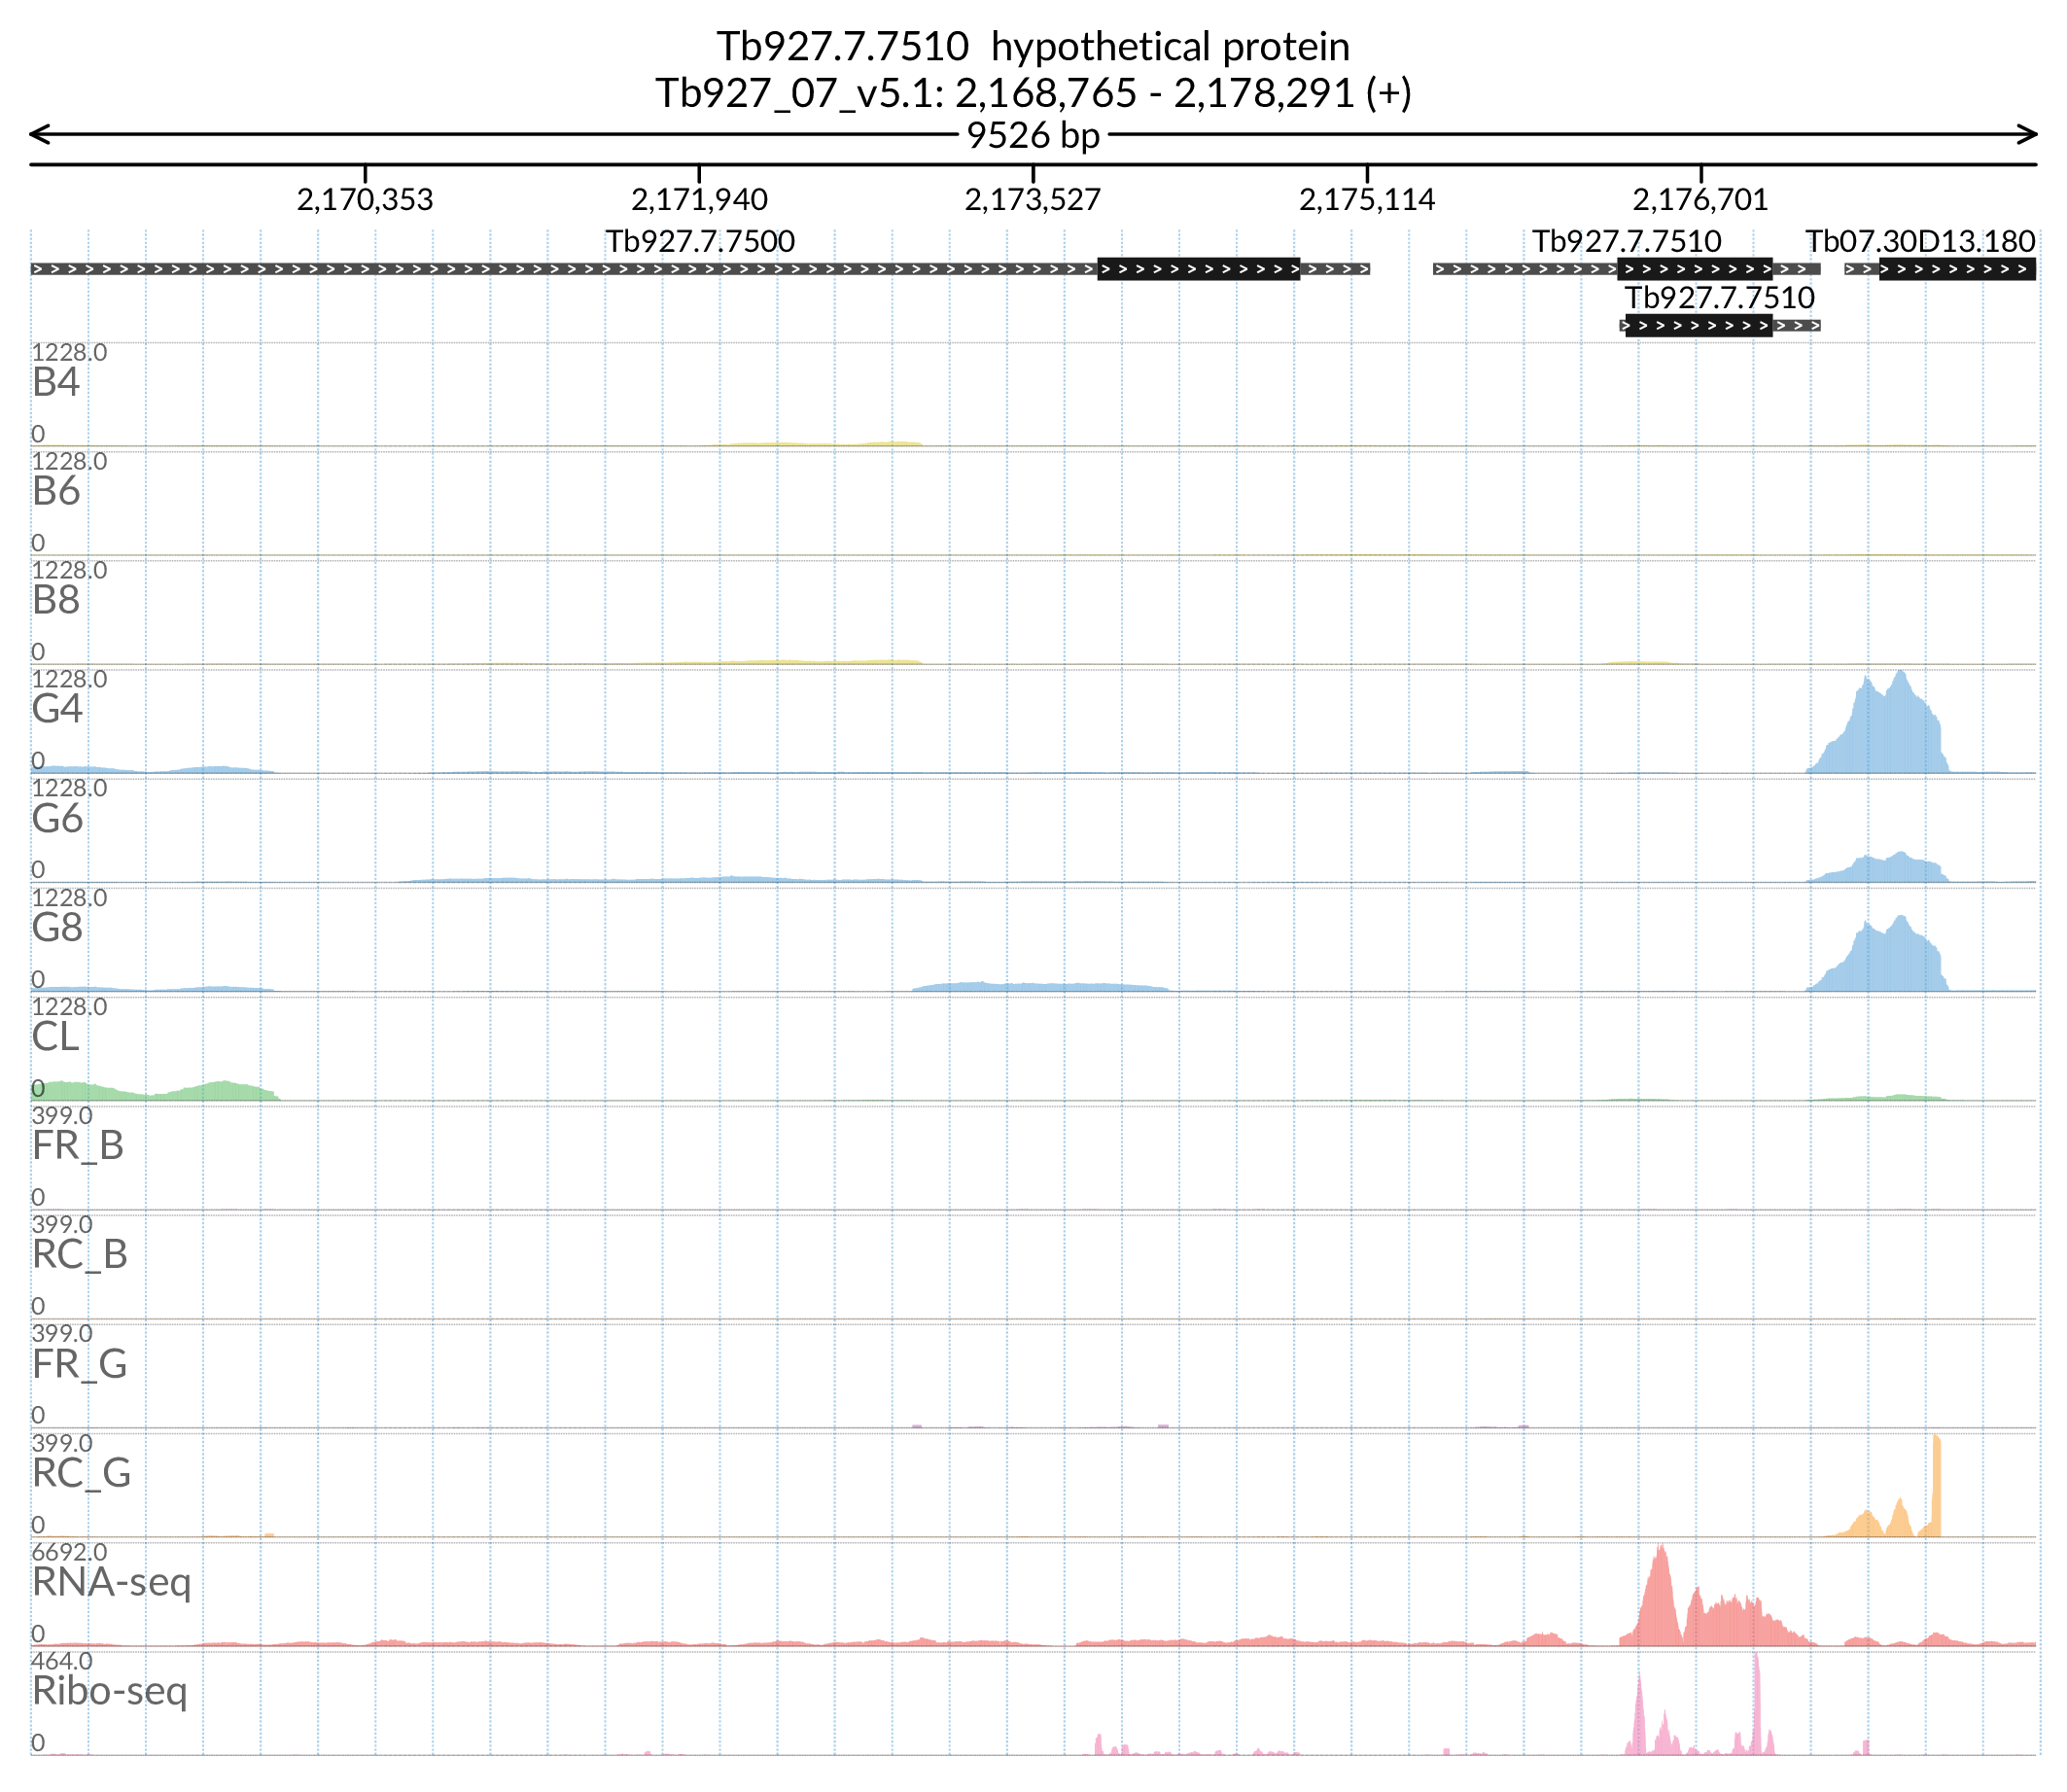 Tb927.7.7510 hypothetical protein
Tb927_07_v5.1: 2,168,765 - 2,178,291 (+)
9526 bp
2,170,353 2,171,940 2,173,527 2,175,114 2,176,701
Tb927.7.7500 Tb927.7.7510 Tb07.30D13.180
Tb927.7.7510
1228.0
B4
0
1228.0
B6
0
1228.0
B8
0
1228.0
G4
0
1228.0
G6
0
1228.0
G8
0
1228.0
CL
0
399.0
FR_B
0
399.0
RC_B
0
399.0
FR_G
0
399.0
RC_G
0
6692.0
RNA-seq
0
464.0
Ribo-seq
0